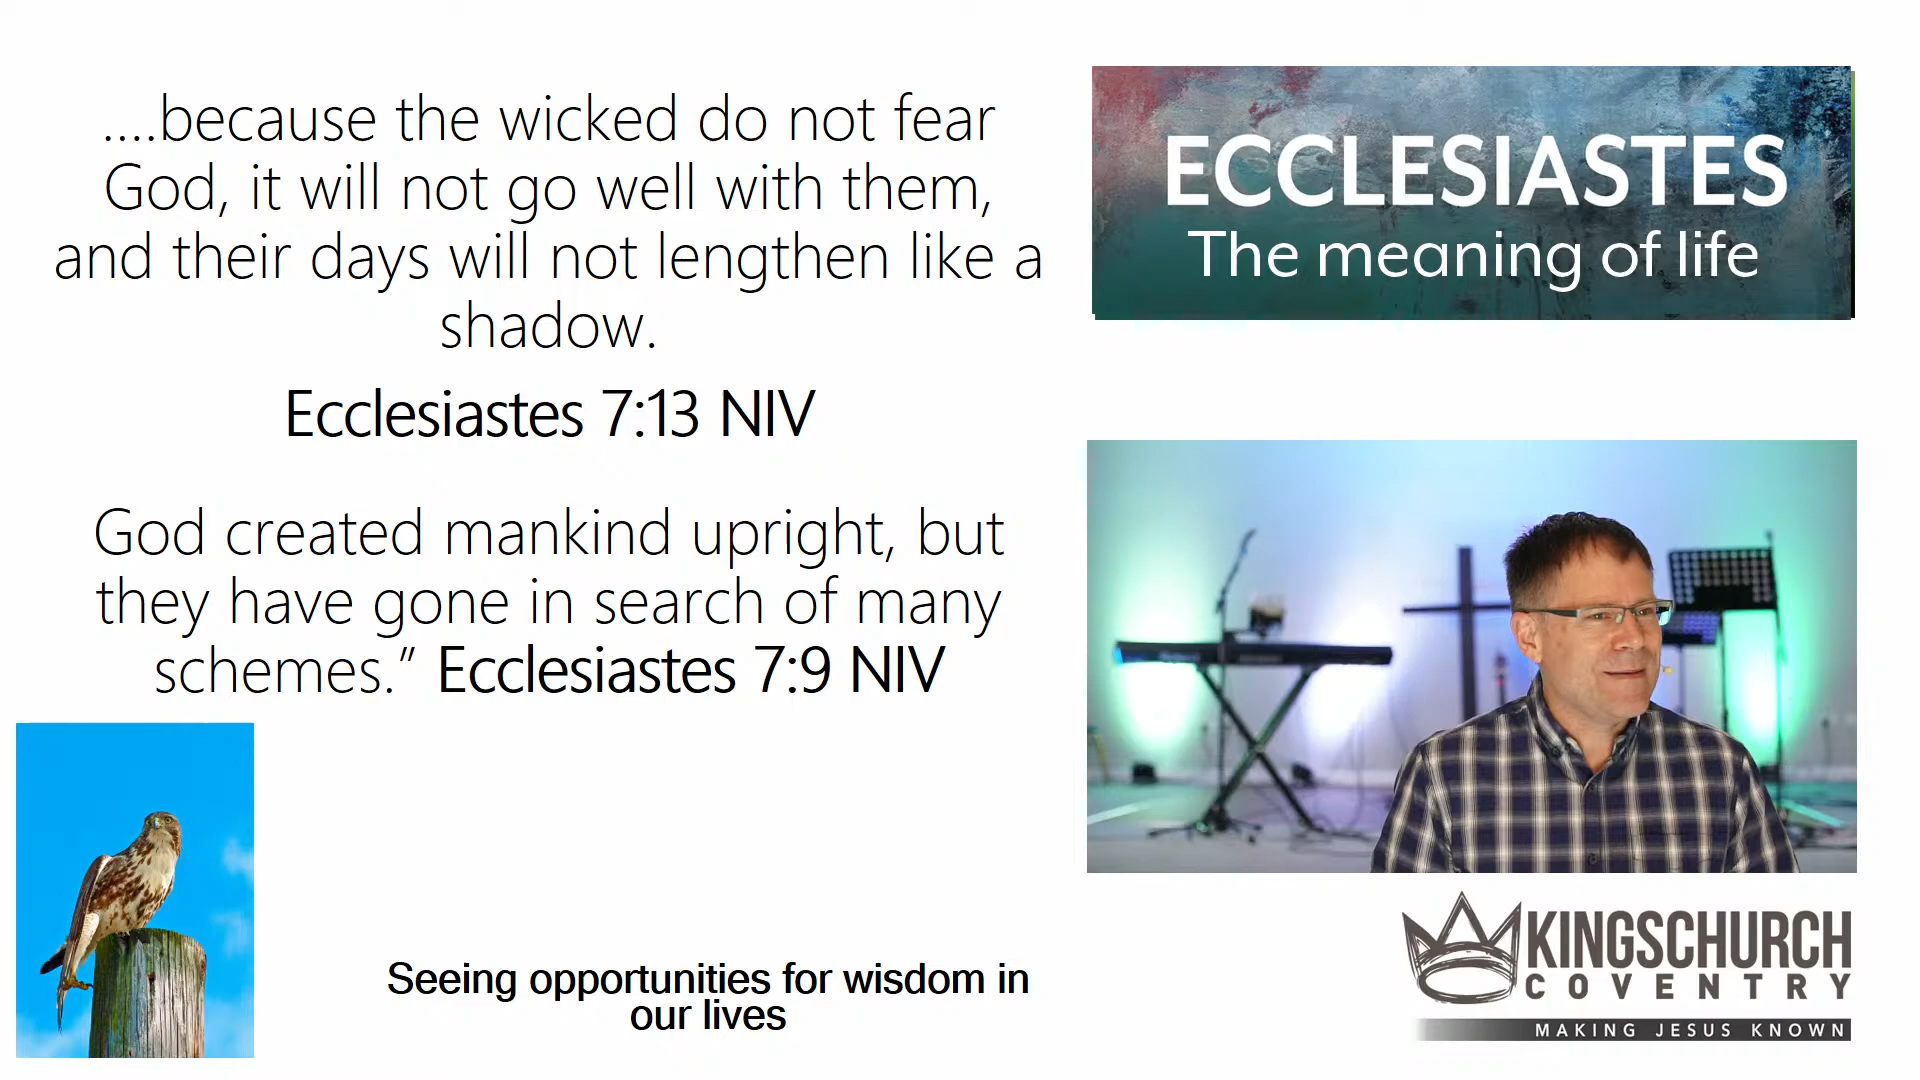 ....because the wicked do not fear
God, it will not go well with them,
and their days will not lengthen like a
shadow.
Ecclesiastes 7:13 NIV
God created mankind upright, but
they have gone in search of many
schemes.” Ecclesiastes 7:9 NIV
Seeing opportunities for wisdom in
our lives
ECCLESIASTES
The meaning of life
KINGSCHURCH
COVENTRY
MAKING JESUS KNOWN